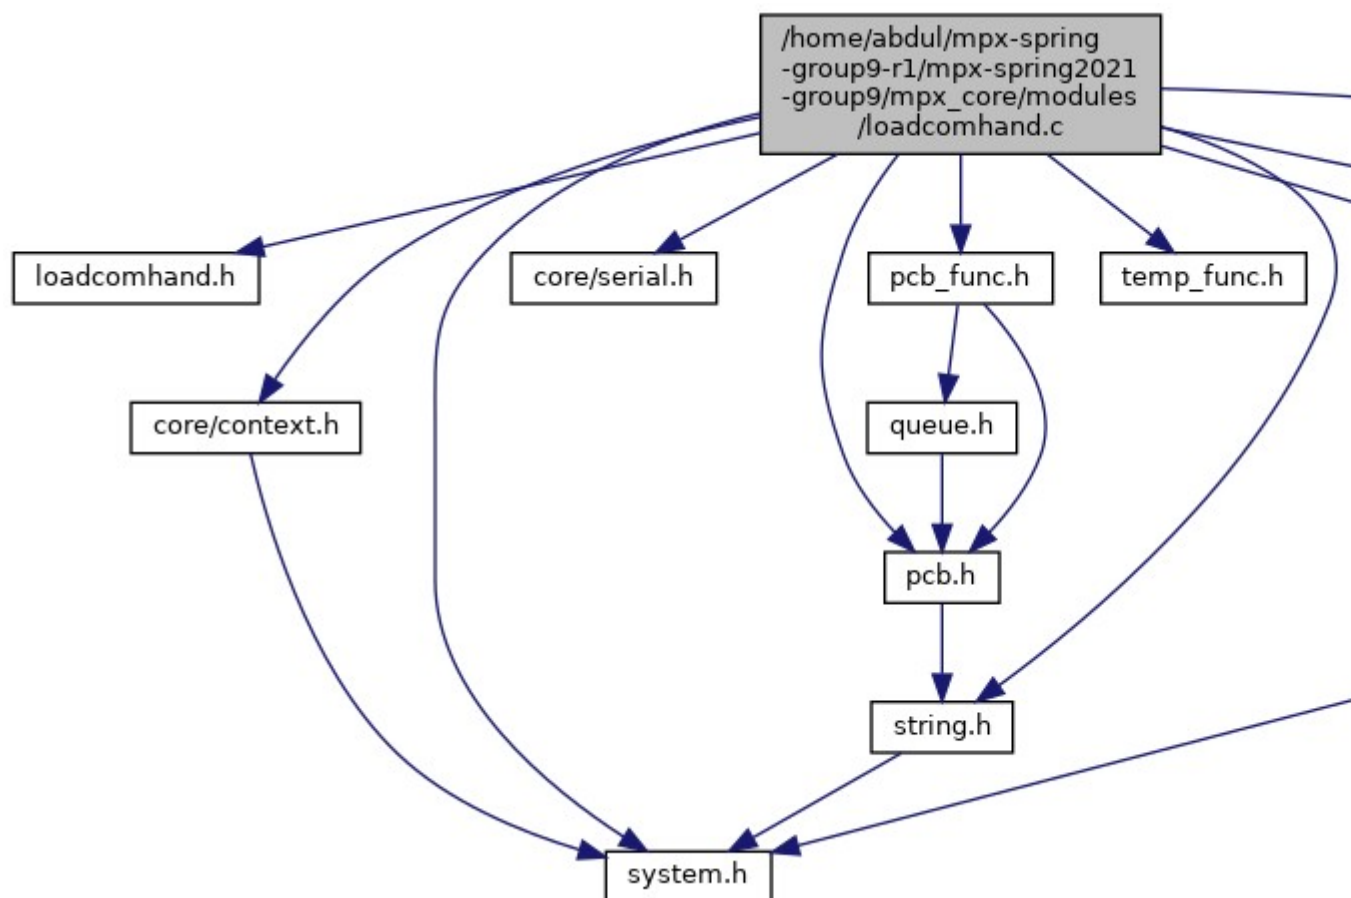 /home/abdul/mpx-spring
-group9-r1/mpx-spring2021
-group9/mpx_core/modules
/loadcomhand.c
loadcomhand.h
core/serial.h
pcb_func.h
temp_func.h
core/context.h
queue.h
pcb.h
string.h
system.h